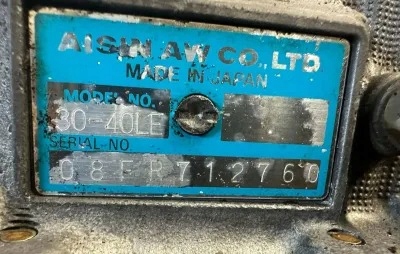 AISIN AW CO.,LTD
MADE IN JAPAN
MODEL NO.
30-40LE
SERIAL NO
08FR712760